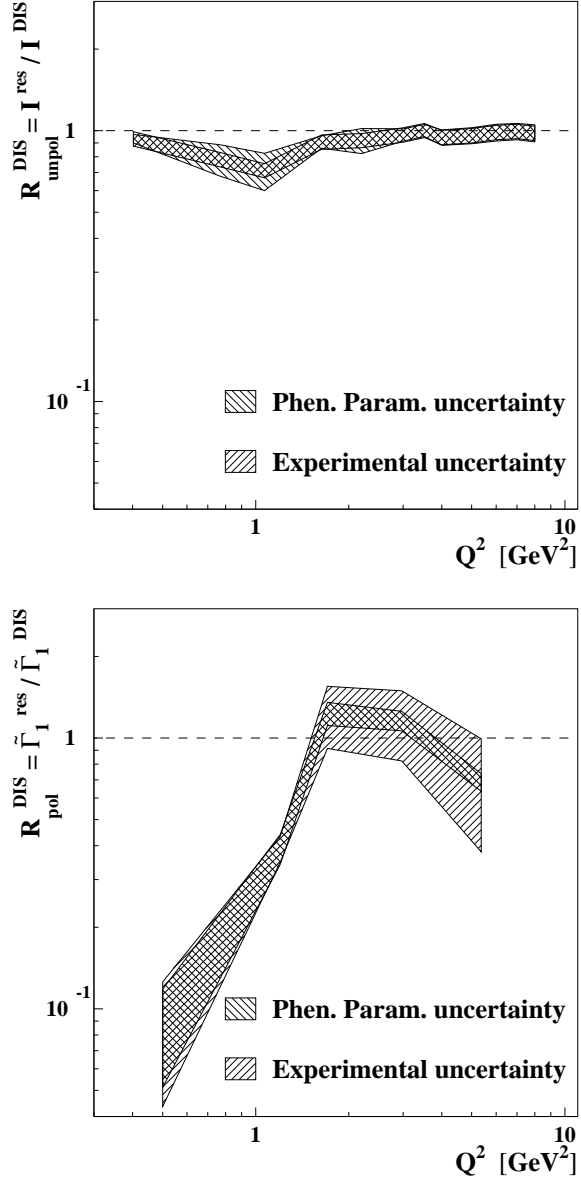 R^DIS_unpol = I^res / I^DIS
1
10^-1
Phen. Param. uncertainty
Experimental uncertainty
1
10
Q^2 [GeV^2]
R^DIS_pol = Γ̃_1^res / Γ̃_1^DIS
1
10^-1
Phen. Param. uncertainty
Experimental uncertainty
1
10
Q^2 [GeV^2]